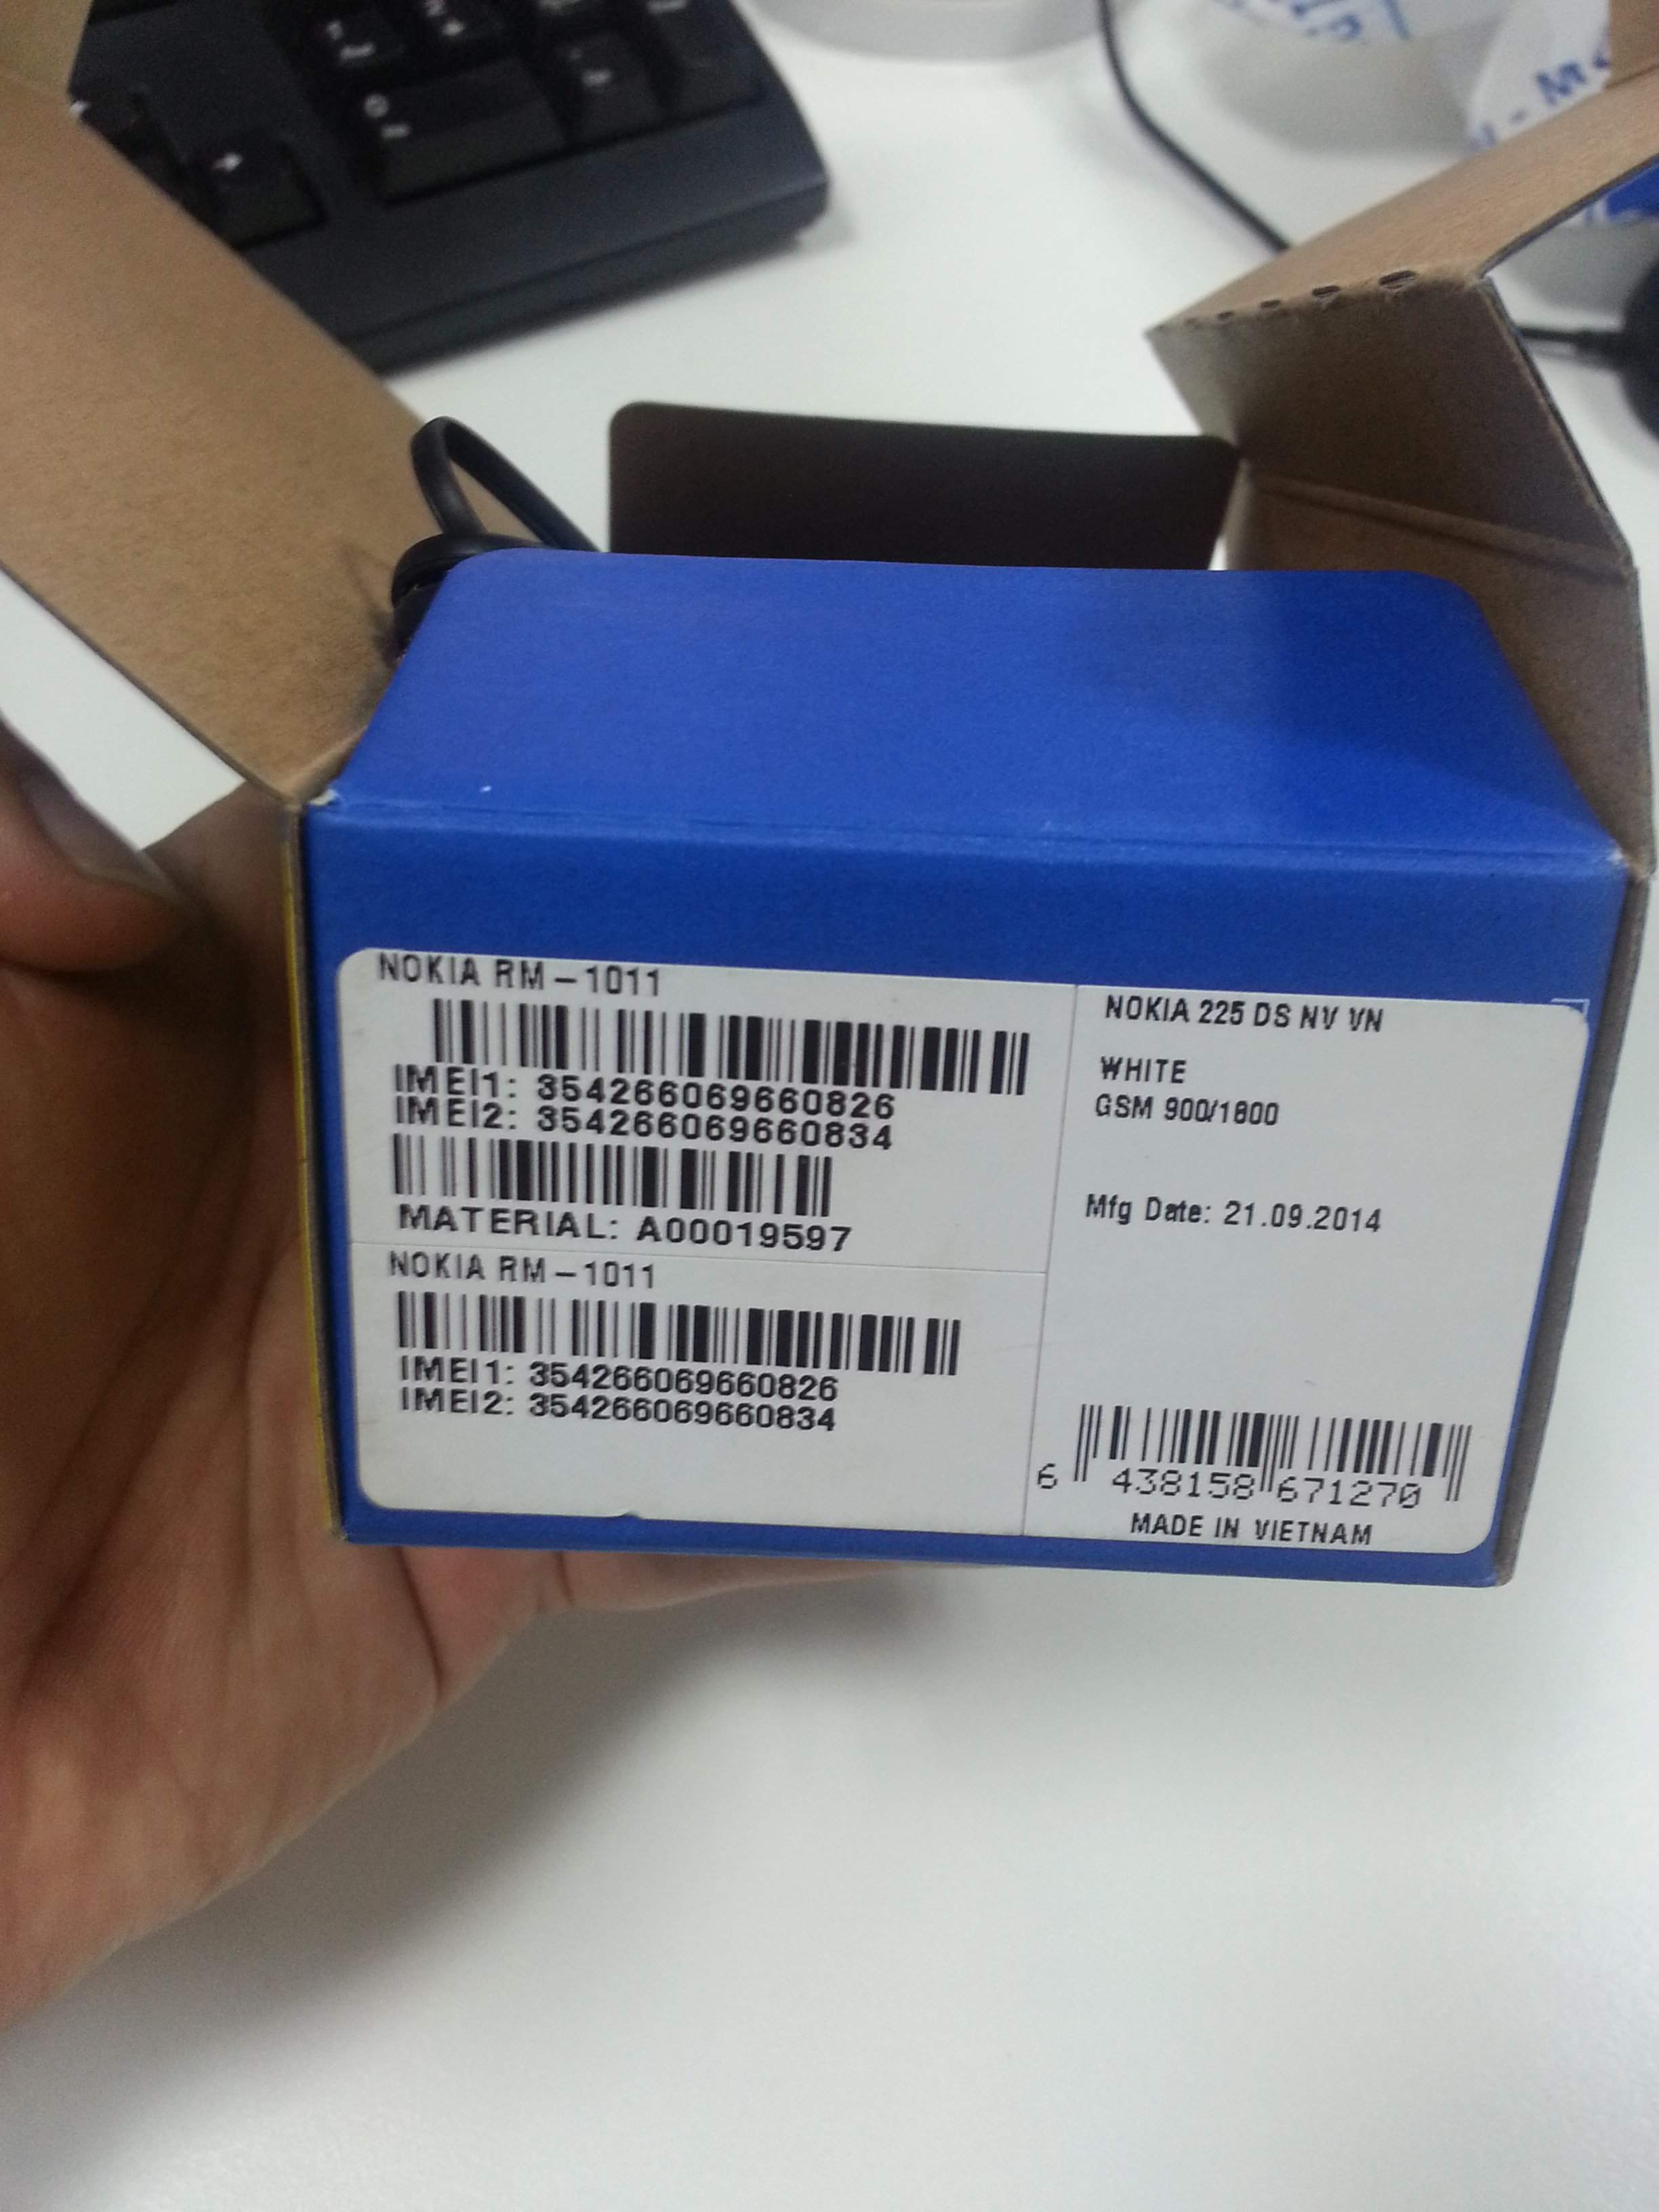 NOKIA RM-1011
IMEI1: 354266069660826
IMEI2: 354266069660834
MATERIAL: A00019597
NOKIA RM-1011
IMEI1: 354266069660826
IMEI2: 354266069660834
NOKIA 225 DS NV VN
WHITE
GSM 900/1800
Mfg Date: 21.09.2014
6 438158 671270
MADE IN VIETNAM